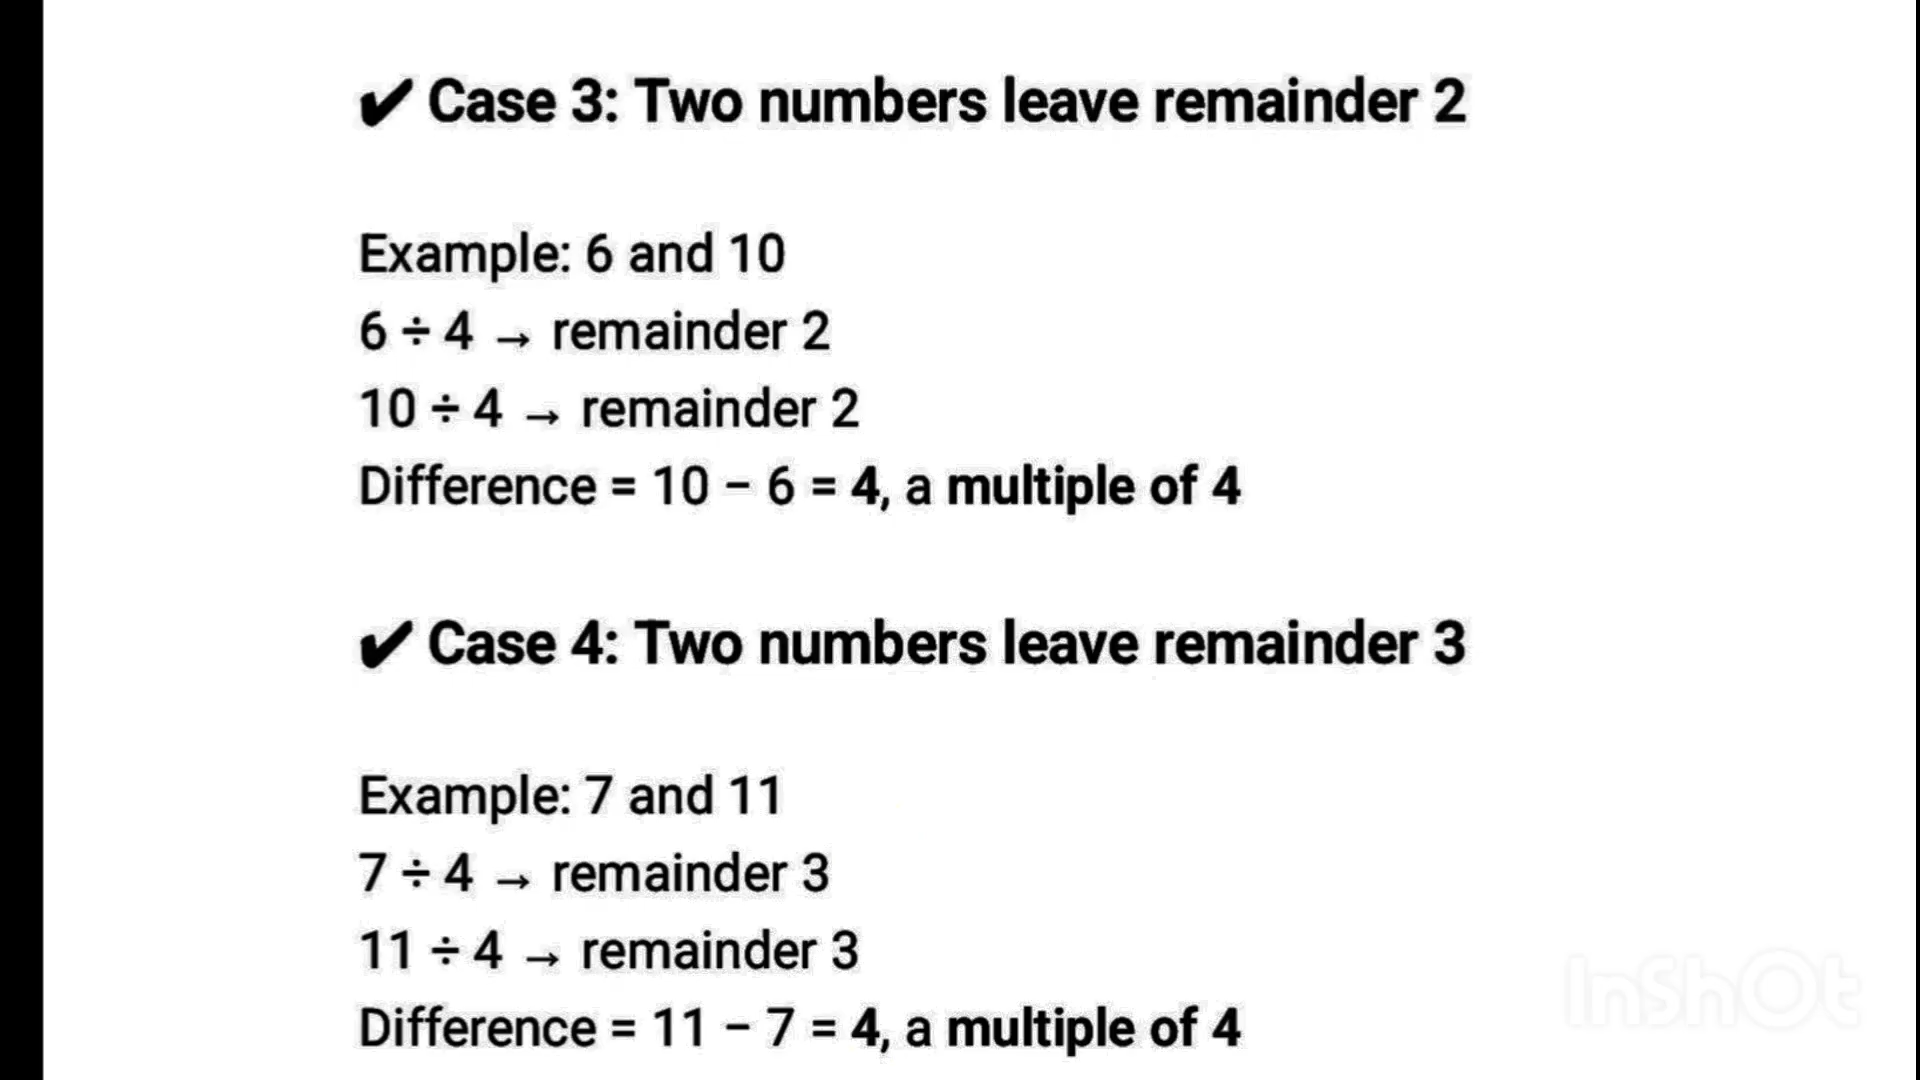 ✔ Case 3: Two numbers leave remainder 2
Example: 6 and 10
6 ÷ 4 → remainder 2
10 ÷ 4 → remainder 2
Difference = 10 − 6 = 4, a multiple of 4
✔ Case 4: Two numbers leave remainder 3
Example: 7 and 11
7 ÷ 4 → remainder 3
11 ÷ 4 → remainder 3
Difference = 11 − 7 = 4, a multiple of 4
InShOt